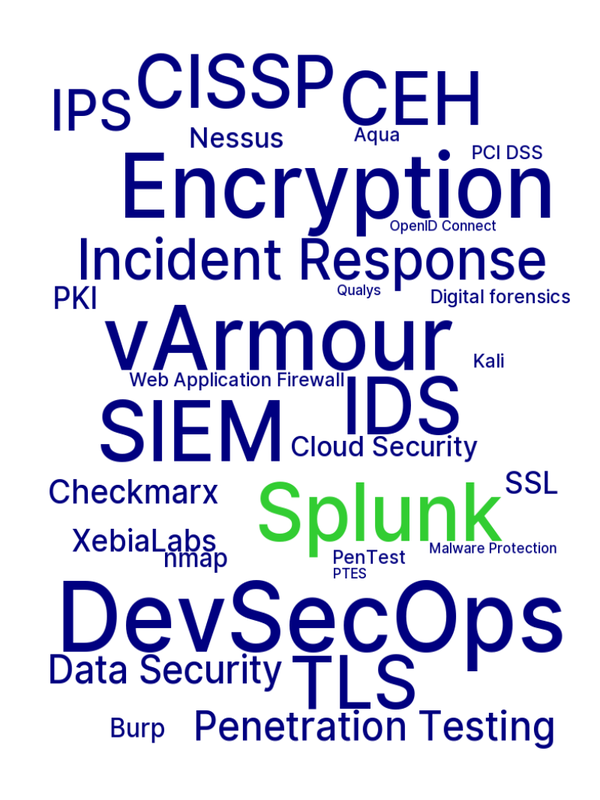 CISSP
CEH
IPS
Nessus
Aqua
PCI DSS
Encryption
OpenID Connect
Incident Response
Qualys
PKI
Digital forensics
vArmour
Kali
Web Application Firewall
IDS
SIEM
Cloud Security
Checkmarx
Splunk
SSL
XebiaLabs
Malware Protection
nmap
PenTest
PTES
DevSecOps
Data Security
TLS
Burp
Penetration Testing